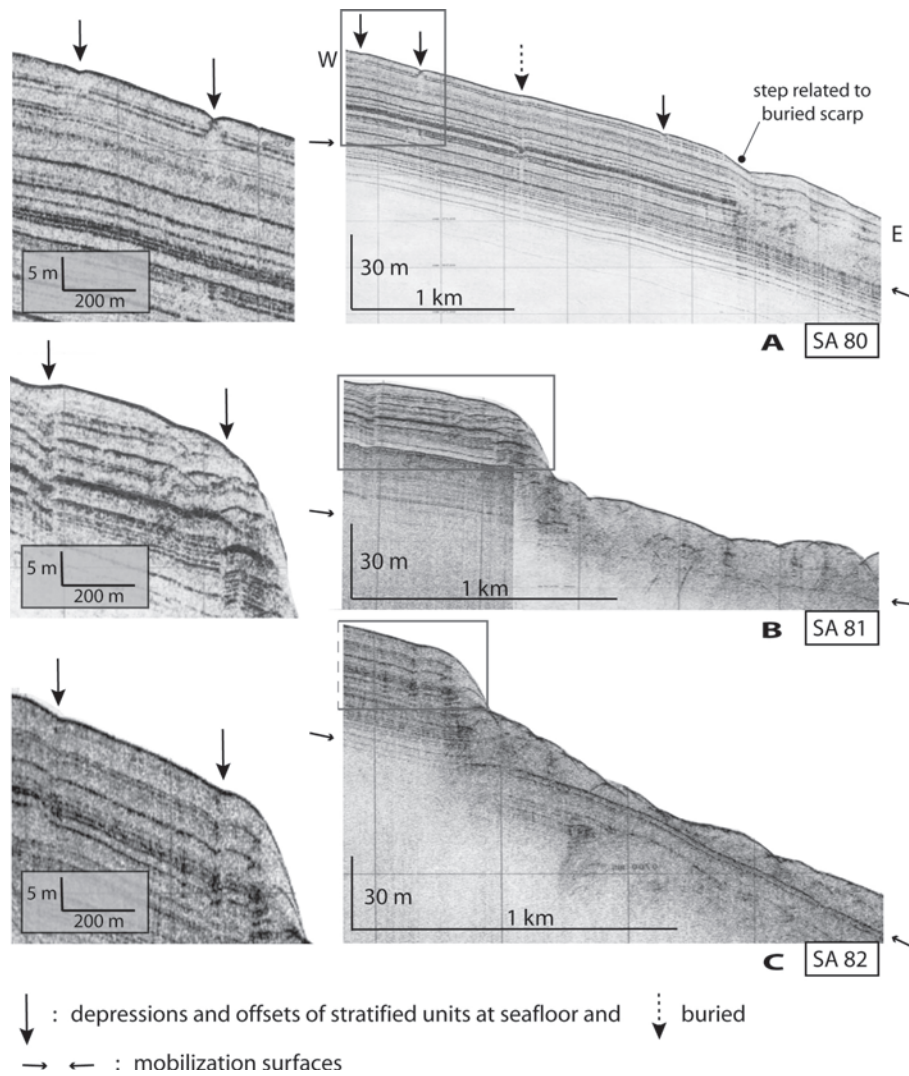 W
step related to
buried scarp
5 m
200 m
30 m
1 km
E
A
SA 80
5 m
200 m
30 m
1 km
B
SA 81
5 m
200 m
30 m
1 km
C
SA 82
: depressions and offsets of stratified units at seafloor and
buried
: mobilization surfaces